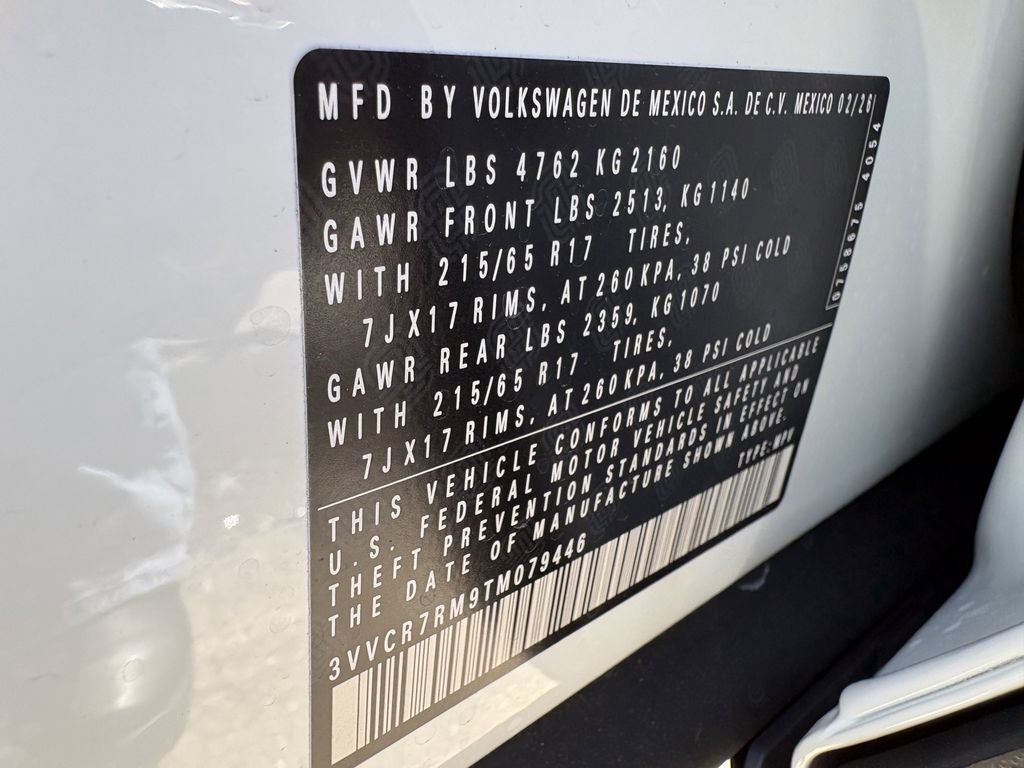 MFD BY VOLKSWAGEN DE MEXICO S.A. DE C.V. MEXICO 02/26
GVWR LBS 4762 KG 2160
GAWR FRONT LBS 2513, KG 1140
WITH 215/65 R17 TIRES,
7J X17 RIMS, AT 260 KPA, 38 PSI COLD
GAWR REAR LBS 2359, KG 1070
WITH 215/65 R17 TIRES,
7J X17 RIMS, AT 260 KPA, 38 PSI COLD
THIS VEHICLE CONFORMS TO ALL APPLICABLE
U.S. FEDERAL MOTOR VEHICLE SAFETY AND
THEFT PREVENTION STANDARDS IN EFFECT ON
THE DATE OF MANUFACTURE SHOWN ABOVE.
3VVCR7RM9TM079446
TYPE: MPV
0758675 4054